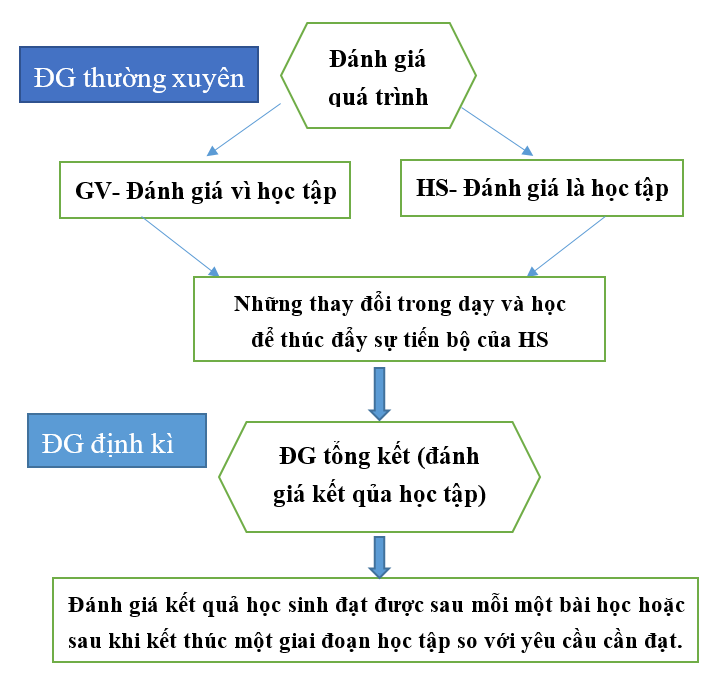 Đánh giá
quá trình
ĐG thường xuyên
GV- Đánh giá vì học tập
HS- Đánh giá là học tập
Những thay đổi trong dạy và học
để thúc đẩy sự tiến bộ của HS
ĐG định kì
ĐG tổng kết (đánh
giá kết qủa học tập)
Đánh giá kết quả học sinh đạt được sau mỗi một bài học hoặc
sau khi kết thúc một giai đoạn học tập so với yêu cầu cần đạt.